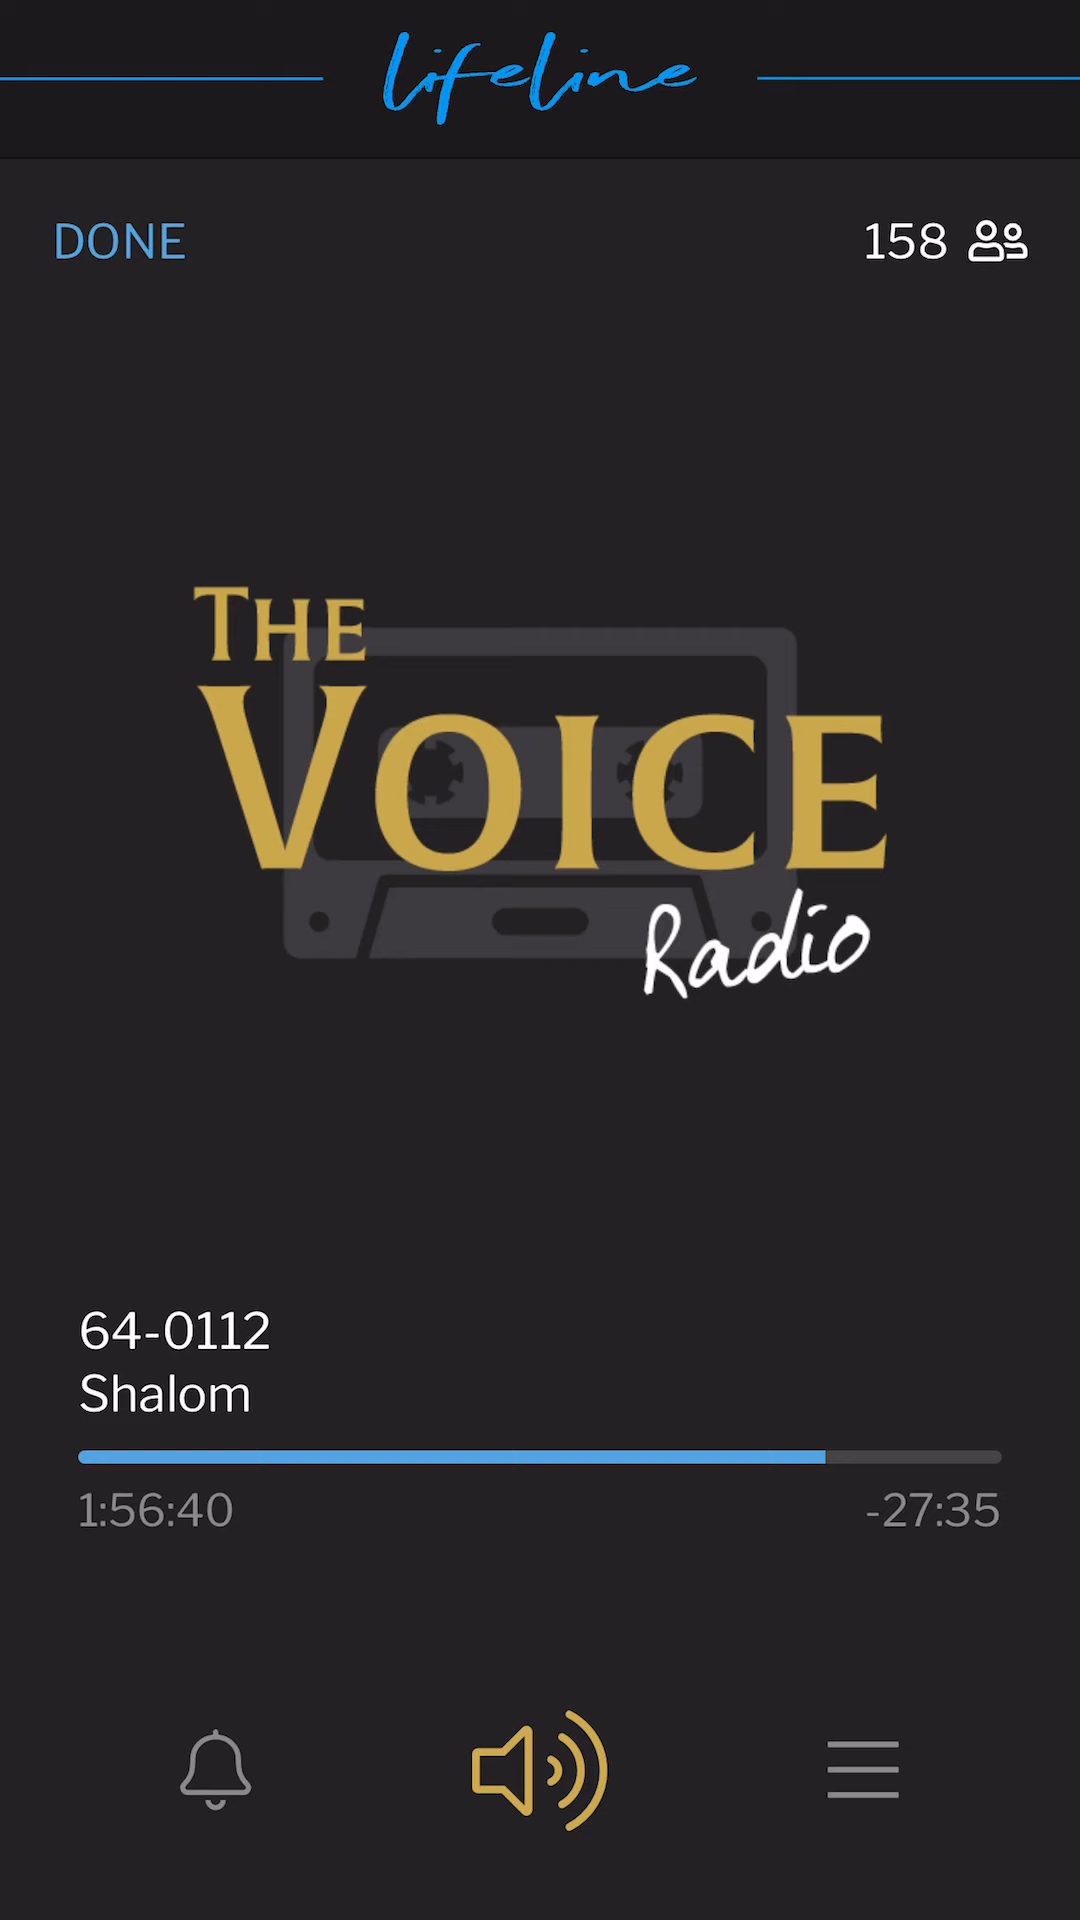 lifeline
DONE
158
THE
VOICE
Radio
64-0112
Shalom
1:56:40
-27:35